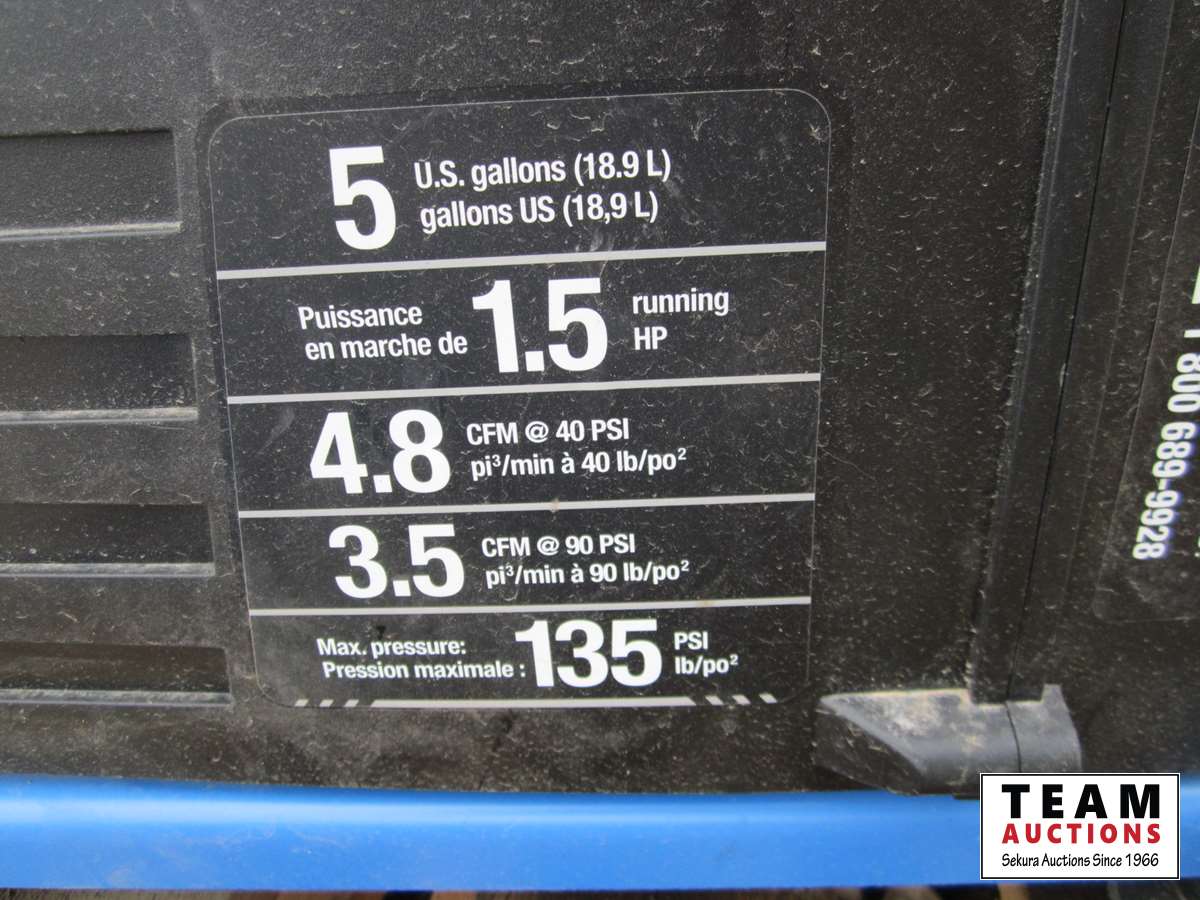 5 U.S. gallons (18.9 L)
gallons US (18,9 L)
Puissance
en marche de 1.5 running
HP
4.8 CFM @ 40 PSI
pi³/min à 40 lb/po²
3.5 CFM @ 90 PSI
pi³/min à 90 lb/po²
Max. pressure: 135 PSI
Pression maximale : lb/po²
800 689-9928
TEAM
AUCTIONS
Sekura Auctions Since 1966